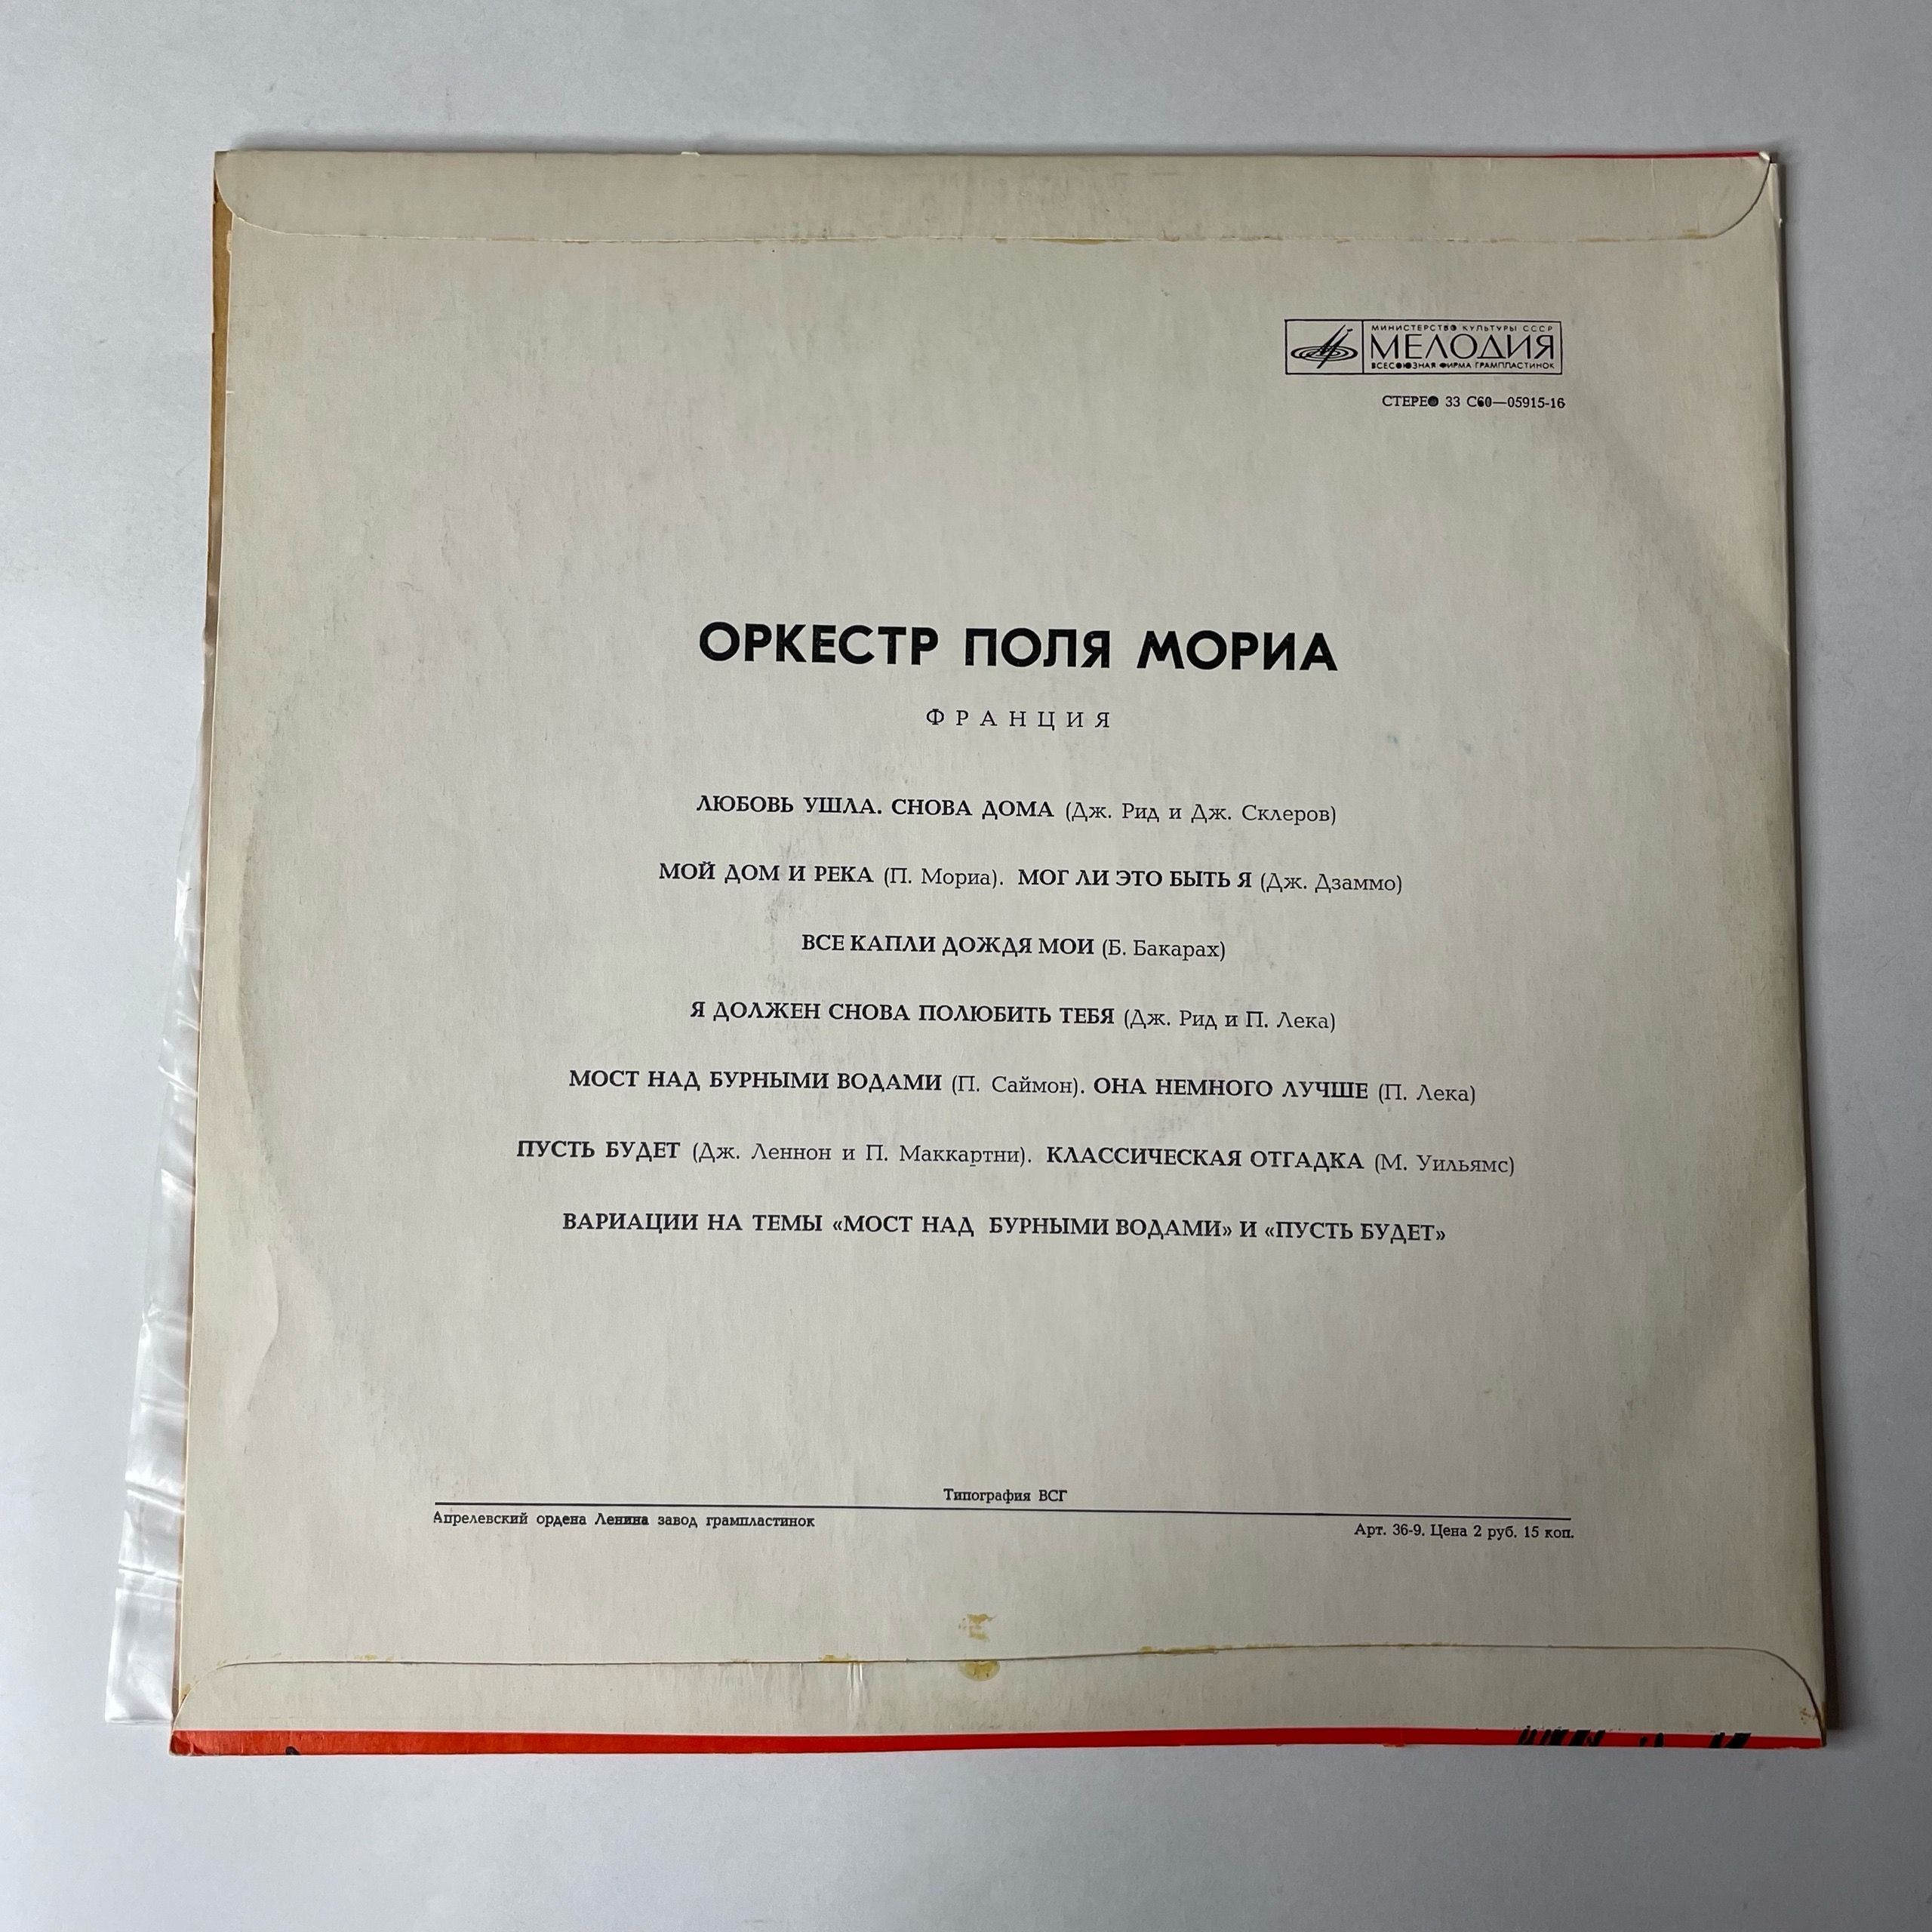 МИНИСТЕРСТВО КУЛЬТУРЫ СССР
МЕЛОДИЯ
ВСЕСОЮЗНАЯ ФИРМА ГРАМПЛАСТИНОК
СТЕРЕО 33 С60—05915-16
ОРКЕСТР ПОЛЯ МОРИА
ФРАНЦИЯ
ЛЮБОВЬ УШЛА. СНОВА ДОМА (Дж. Рид и Дж. Склеров)
МОЙ ДОМ И РЕКА (П. Мориа). МОГ ЛИ ЭТО БЫТЬ Я (Дж. Дзаммо)
ВСЕ КАПЛИ ДОЖДЯ МОИ (Б. Бакарах)
Я ДОЛЖЕН СНОВА ПОЛЮБИТЬ ТЕБЯ (Дж. Рид и П. Лека)
МОСТ НАД БУРНЫМИ ВОДАМИ (П. Саймон). ОНА НЕМНОГО ЛУЧШЕ (П. Лека)
ПУСТЬ БУДЕТ (Дж. Леннон и П. Маккартни). КЛАССИЧЕСКАЯ ОТГАДКА (М. Уильямс)
ВАРИАЦИИ НА ТЕМЫ «МОСТ НАД БУРНЫМИ ВОДАМИ» И «ПУСТЬ БУДЕТ»
Типография ВСГ
Апрелевский ордена Ленина завод грампластинок
Арт. 36-9. Цена 2 руб. 15 коп.